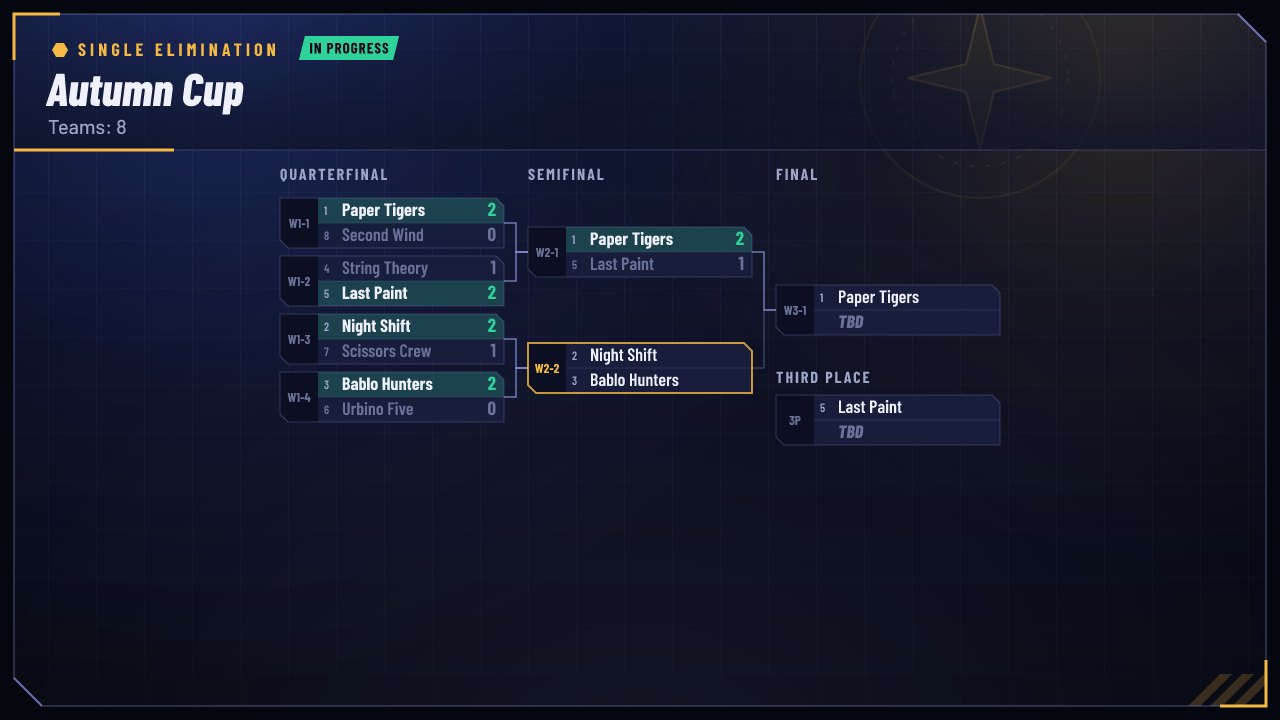 SINGLE ELIMINATION
IN PROGRESS
Autumn Cup
Teams: 8
QUARTERFINAL
W1-1
1 Paper Tigers 2
8 Second Wind 0
W1-2
4 String Theory 1
5 Last Paint 2
W1-3
2 Night Shift 2
7 Scissors Crew 1
W1-4
3 Bablo Hunters 2
6 Urbino Five 0
SEMIFINAL
W2-1
1 Paper Tigers 2
5 Last Paint 1
W2-2
2 Night Shift
3 Bablo Hunters
FINAL
W3-1
1 Paper Tigers
TBD
THIRD PLACE
3P
5 Last Paint
TBD